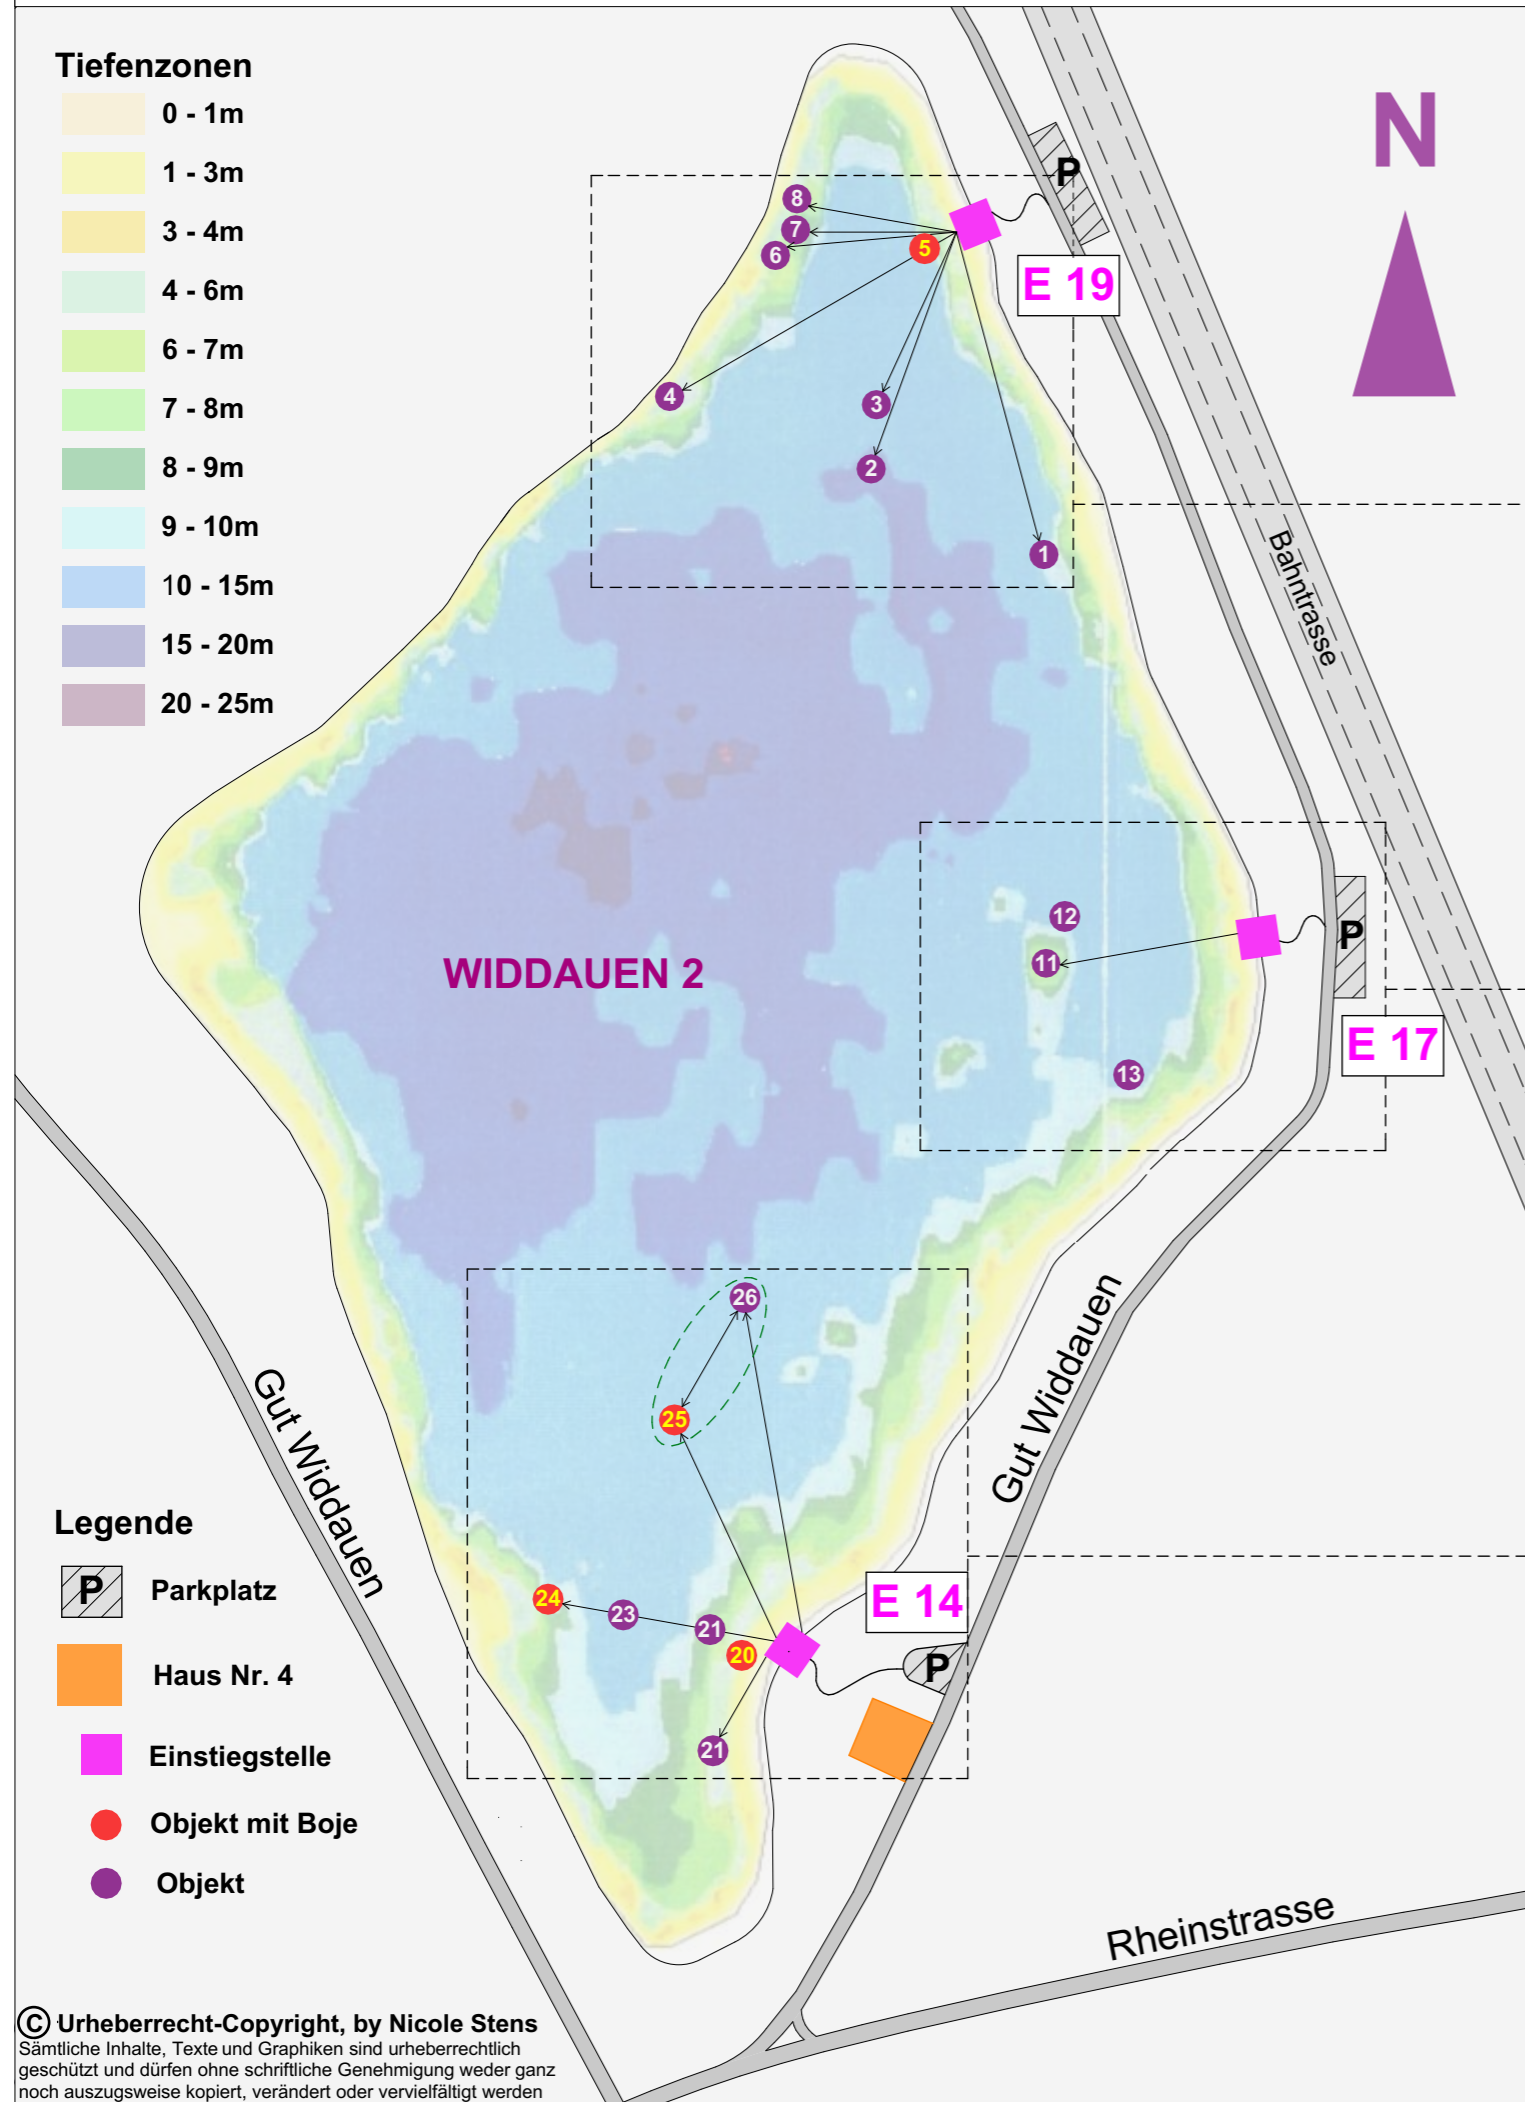 Tiefenzonen
0 - 1m
1 - 3m
3 - 4m
4 - 6m
6 - 7m
7 - 8m
8 - 9m
9 - 10m
10 - 15m
15 - 20m
20 - 25m
N
P
8
7
6
5
E 19
4
3
2
1
Bahntrasse
12
11
P
WIDDAUEN 2
E 17
13
26
25
Gut Widdauen
Gut Widdauen
E 14
24
23
21
20
P
21
Legende
P Parkplatz
Haus Nr. 4
Einstiegstelle
Objekt mit Boje
Objekt
Rheinstrasse
© Urheberrecht-Copyright, by Nicole Stens
Sämtliche Inhalte, Texte und Graphiken sind urheberrechtlich
geschützt und dürfen ohne schriftliche Genehmigung weder ganz
noch auszugsweise kopiert, verändert oder vervielfältigt werden